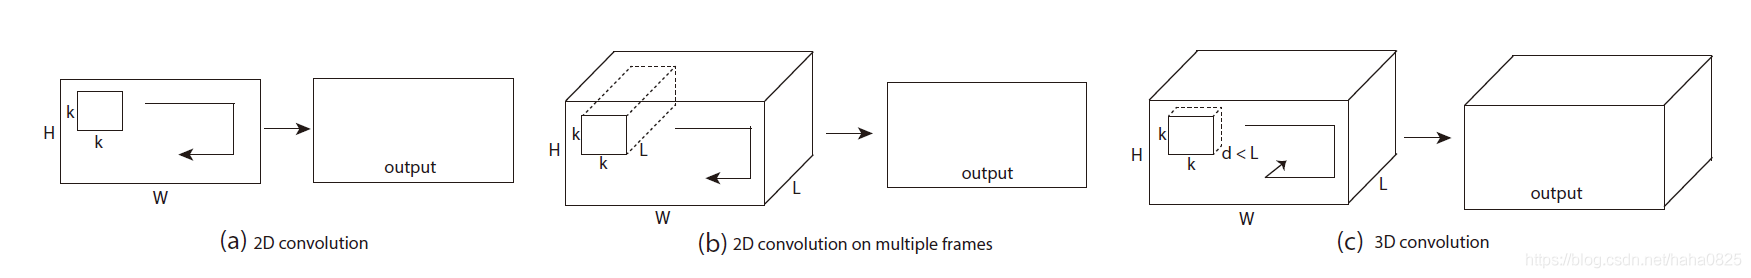 k
k
H
W
output
(a) 2D convolution
k
k
L
H
W
L
output
(b) 2D convolution on multiple frames
k
k
d < L
H
W
L
output
(c) 3D convolution
https://blog.csdn.net/haha0825